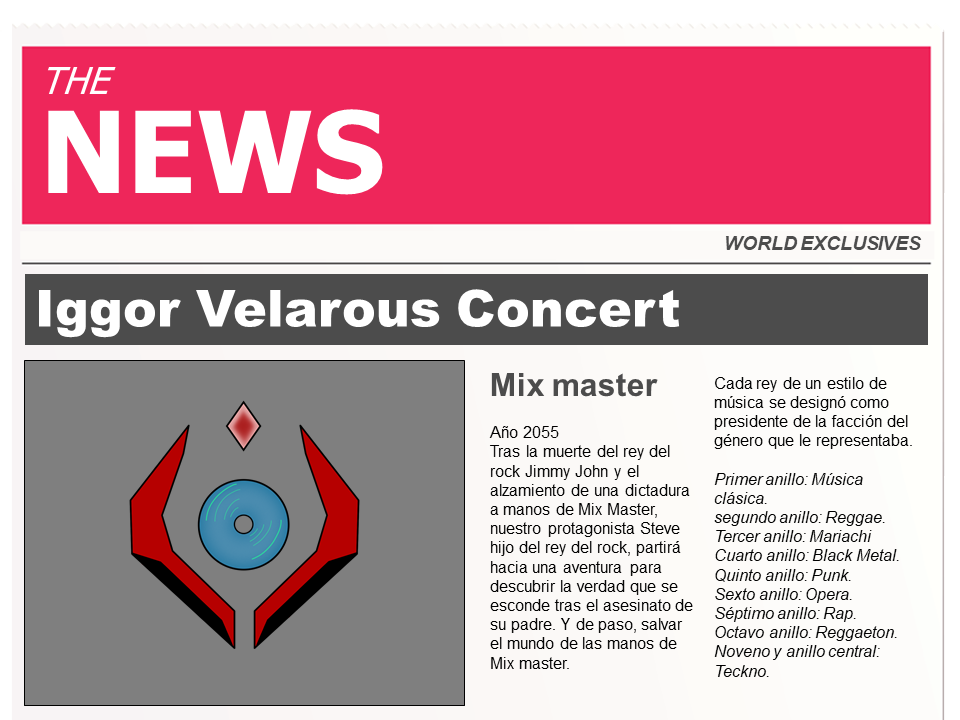 THE
NEWS
WORLD EXCLUSIVES
Iggor Velarous Concert
Mix master
Año 2055
Tras la muerte del rey del
rock Jimmy John y el
alzamiento de una dictadura
a manos de Mix Master,
nuestro protagonista Steve
hijo del rey del rock, partirá
hacia una aventura para
descubrir la verdad que se
esconde tras el asesinato de
su padre. Y de paso, salvar
el mundo de las manos de
Mix master.
Cada rey de un estilo de
música se designó como
presidente de la facción del
género que le representaba.
Primer anillo: Música
clásica.
segundo anillo: Reggae.
Tercer anillo: Mariachi
Cuarto anillo: Black Metal.
Quinto anillo: Punk.
Sexto anillo: Opera.
Séptimo anillo: Rap.
Octavo anillo: Reggaeton.
Noveno y anillo central:
Teckno.